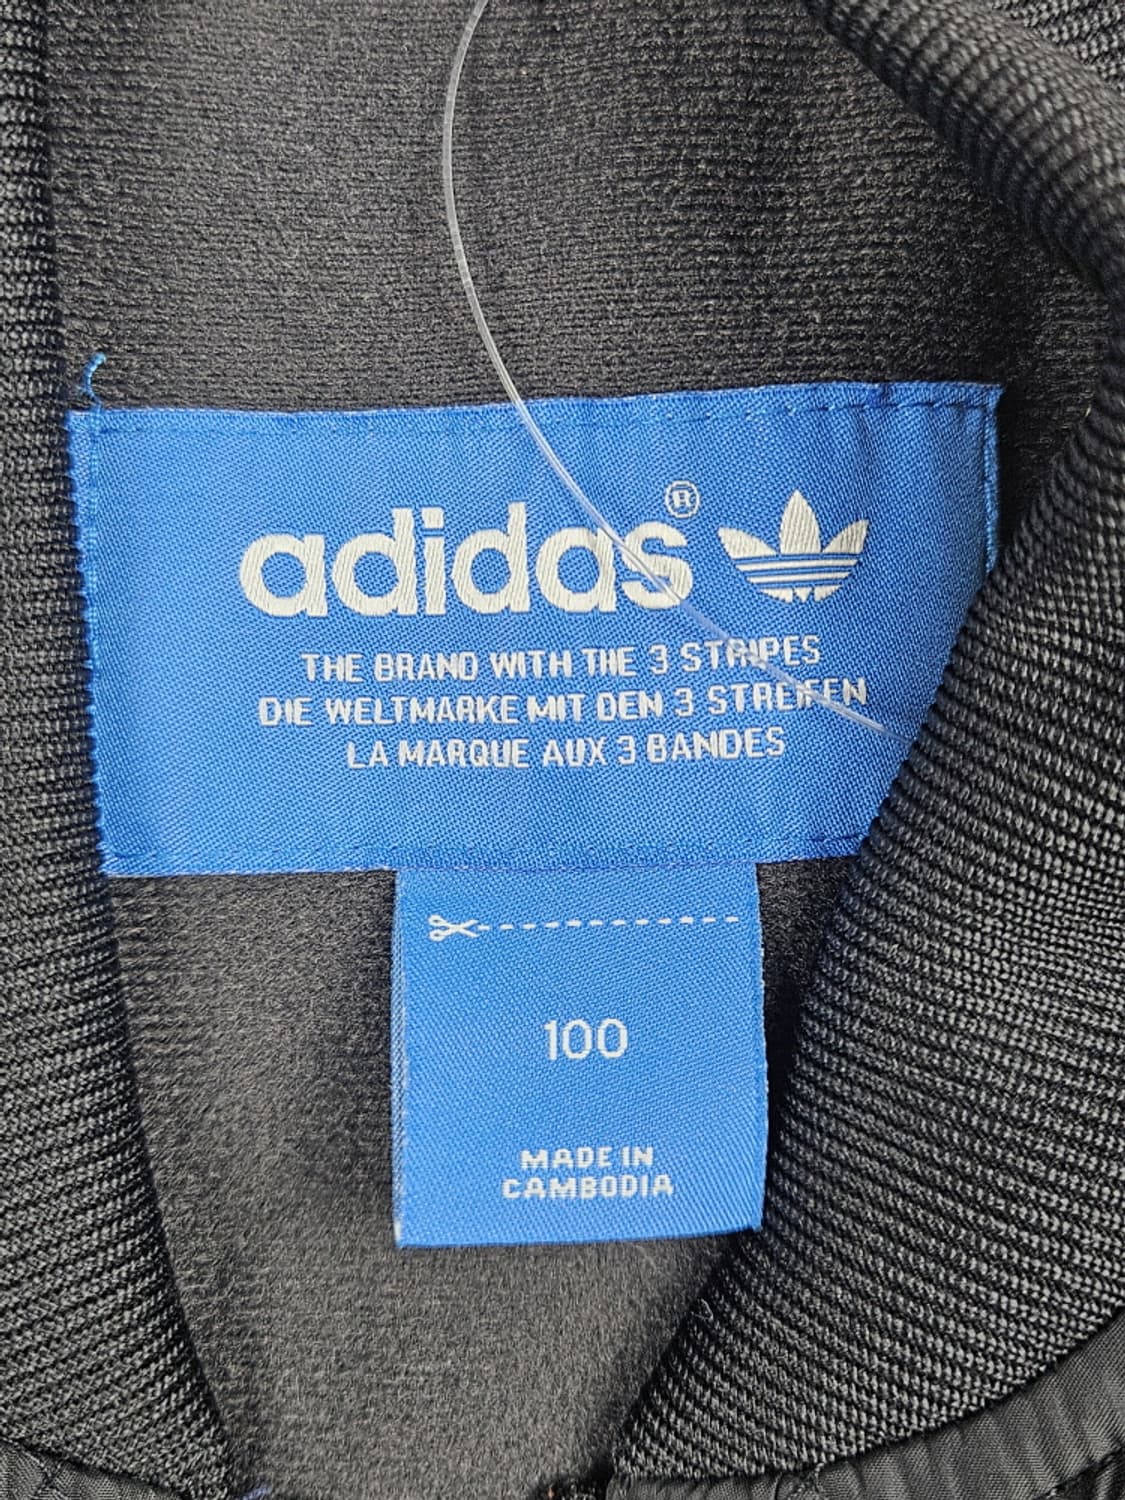 adidas®
THE BRAND WITH THE 3 STRIPES
DIE WELTMARKE MIT DEN 3 STREIFEN
LA MARQUE AUX 3 BANDES
100
MADE IN
CAMBODIA